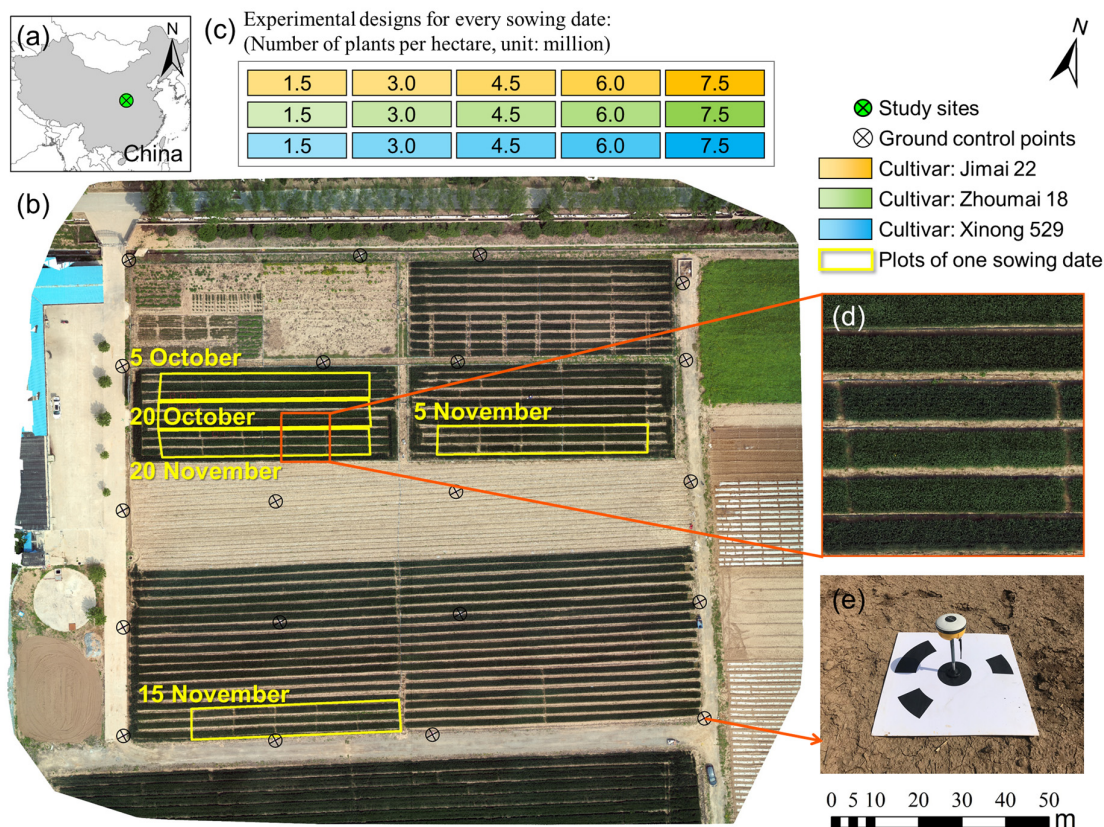 (a)
N
China
(c)
Experimental designs for every sowing date:
(Number of plants per hectare, unit: million)
1.5 3.0 4.5 6.0 7.5
1.5 3.0 4.5 6.0 7.5
1.5 3.0 4.5 6.0 7.5
N
Study sites
Ground control points
Cultivar: Jimai 22
Cultivar: Zhoumai 18
Cultivar: Xinong 529
Plots of one sowing date
(b)
5 October
20 October
20 November
5 November
15 November
(d)
(e)
0 5 10 20 30 40 50
m